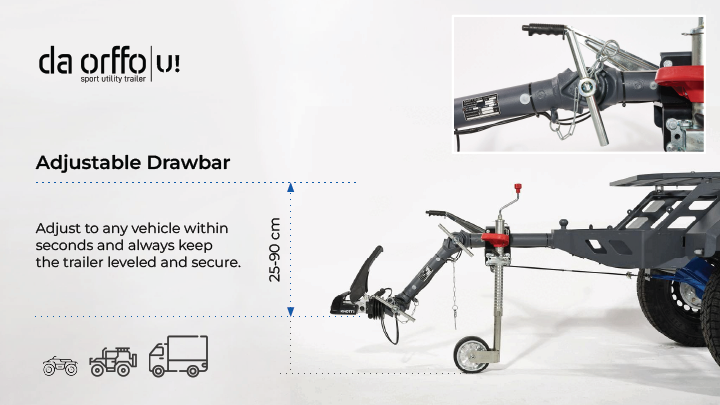 da orffo U!
sport utility trailer
Adjustable Drawbar
Adjust to any vehicle within
seconds and always keep
the trailer leveled and secure.
25-90 cm
KNOTT